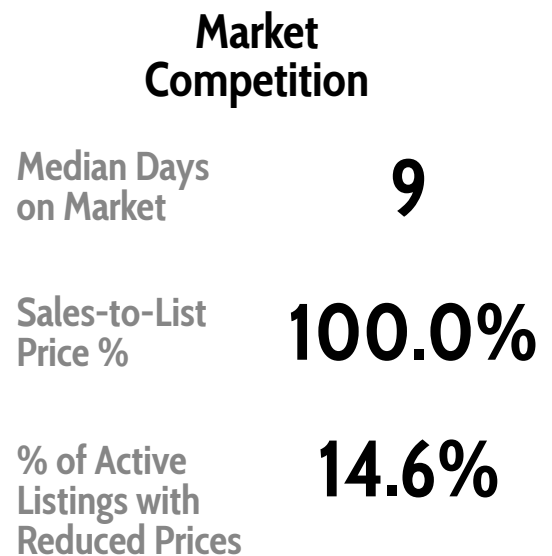 Market
Competition
Median Days
on Market
9
Sales-to-List
Price %
100.0%
% of Active
Listings with
Reduced Prices
14.6%